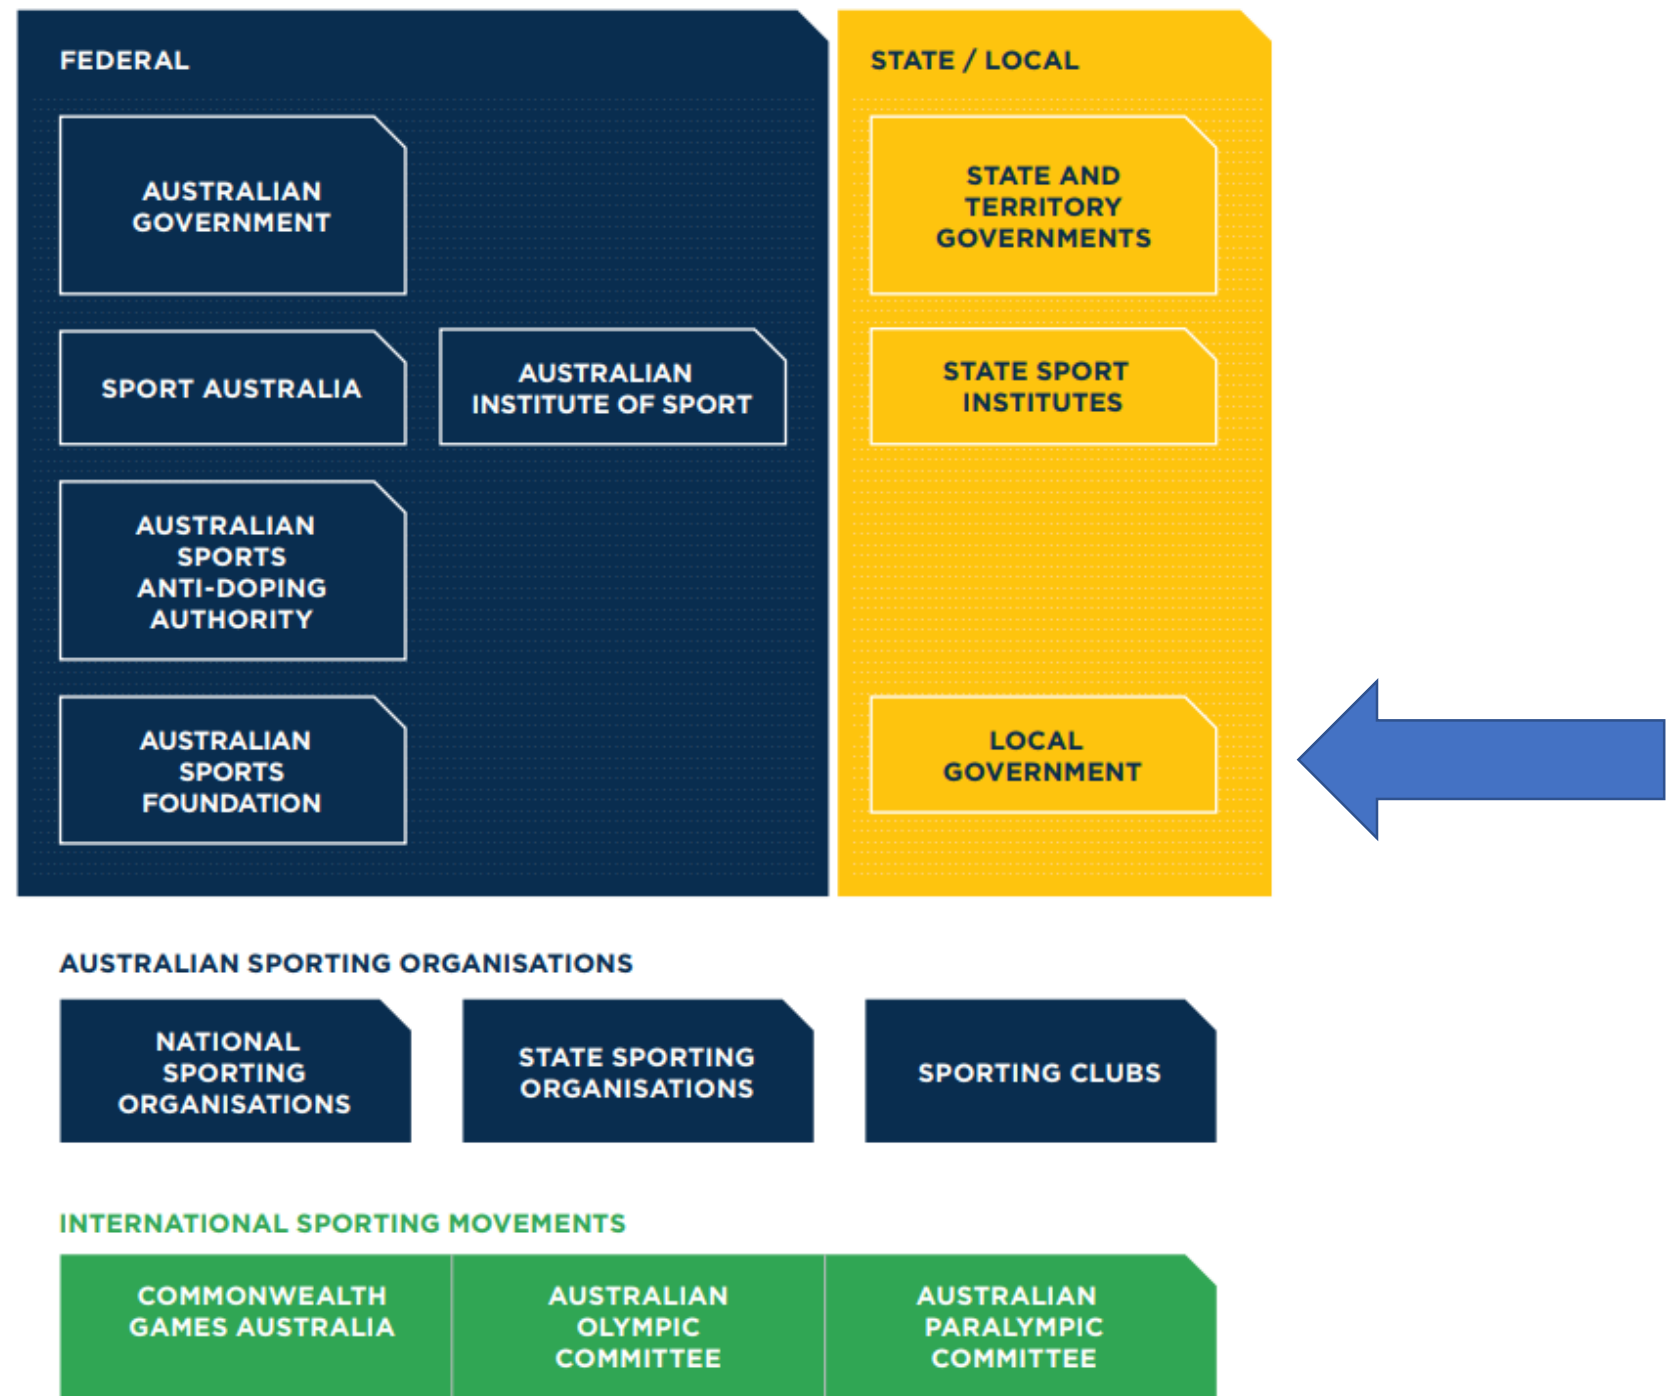 FEDERAL
AUSTRALIAN
GOVERNMENT
SPORT AUSTRALIA
AUSTRALIAN
INSTITUTE OF SPORT
AUSTRALIAN
SPORTS
ANTI-DOPING
AUTHORITY
AUSTRALIAN
SPORTS
FOUNDATION
STATE / LOCAL
STATE AND
TERRITORY
GOVERNMENTS
STATE SPORT
INSTITUTES
LOCAL
GOVERNMENT
AUSTRALIAN SPORTING ORGANISATIONS
NATIONAL
SPORTING
ORGANISATIONS
STATE SPORTING
ORGANISATIONS
SPORTING CLUBS
INTERNATIONAL SPORTING MOVEMENTS
COMMONWEALTH
GAMES AUSTRALIA
AUSTRALIAN
OLYMPIC
COMMITTEE
AUSTRALIAN
PARALYMPIC
COMMITTEE